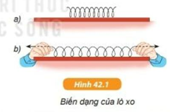 a)
b)
Hình 42.1
Biến dạng của lò xo